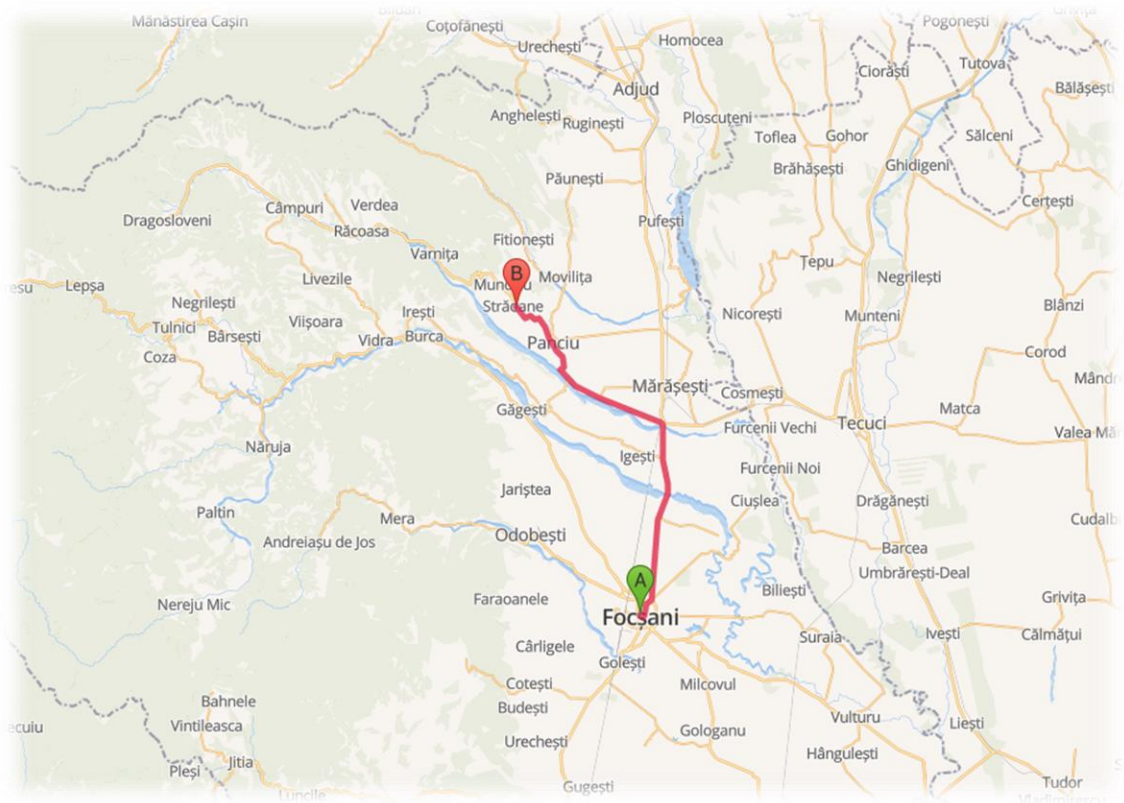 Mănăstirea Cașin
Coțofănești
Pogonești
Urechești
Homocea
Tutova
Ciorăști
Adjud
Bălășești
Anghelești
Ruginești
Ploscuțeni
Toflea
Gohor
Sălceni
Brăhășești
Ghidigeni
Păunești
Certești
Câmpuri
Verdea
Dragosloveni
Răcoasa
Pufești
Fitionești
Varnița
Țepu
Lepșa
Livezile
B
Movilița
Negrilești
Negrilești
Blânzi
Irești
Nicorești
Munteni
Tulnici
Bârsești
Viișoara
Vidra
Burca
Panciu
Coza
Corod
Mărășești
Cosmești
Găgești
Matca
Tecuci
Furcenii Vechi
Năruja
Igești
Furcenii Noi
Jariștea
Ciușlea
Drăgănești
Paltin
Mera
Odobești
Andreiașu de Jos
Barcea
Umbrărești-Deal
A
Biliești
Nereju Mic
Faraoanele
Grivița
Focșani
Suraia
Ivești
Călmățui
Cârligele
Golești
Cotești
Milcovul
Bahnele
Budești
Vulturu
Vintileasca
Liești
Gologanu
Urechești
Hângulești
Jitia
Pleși
Tudor
Gugești